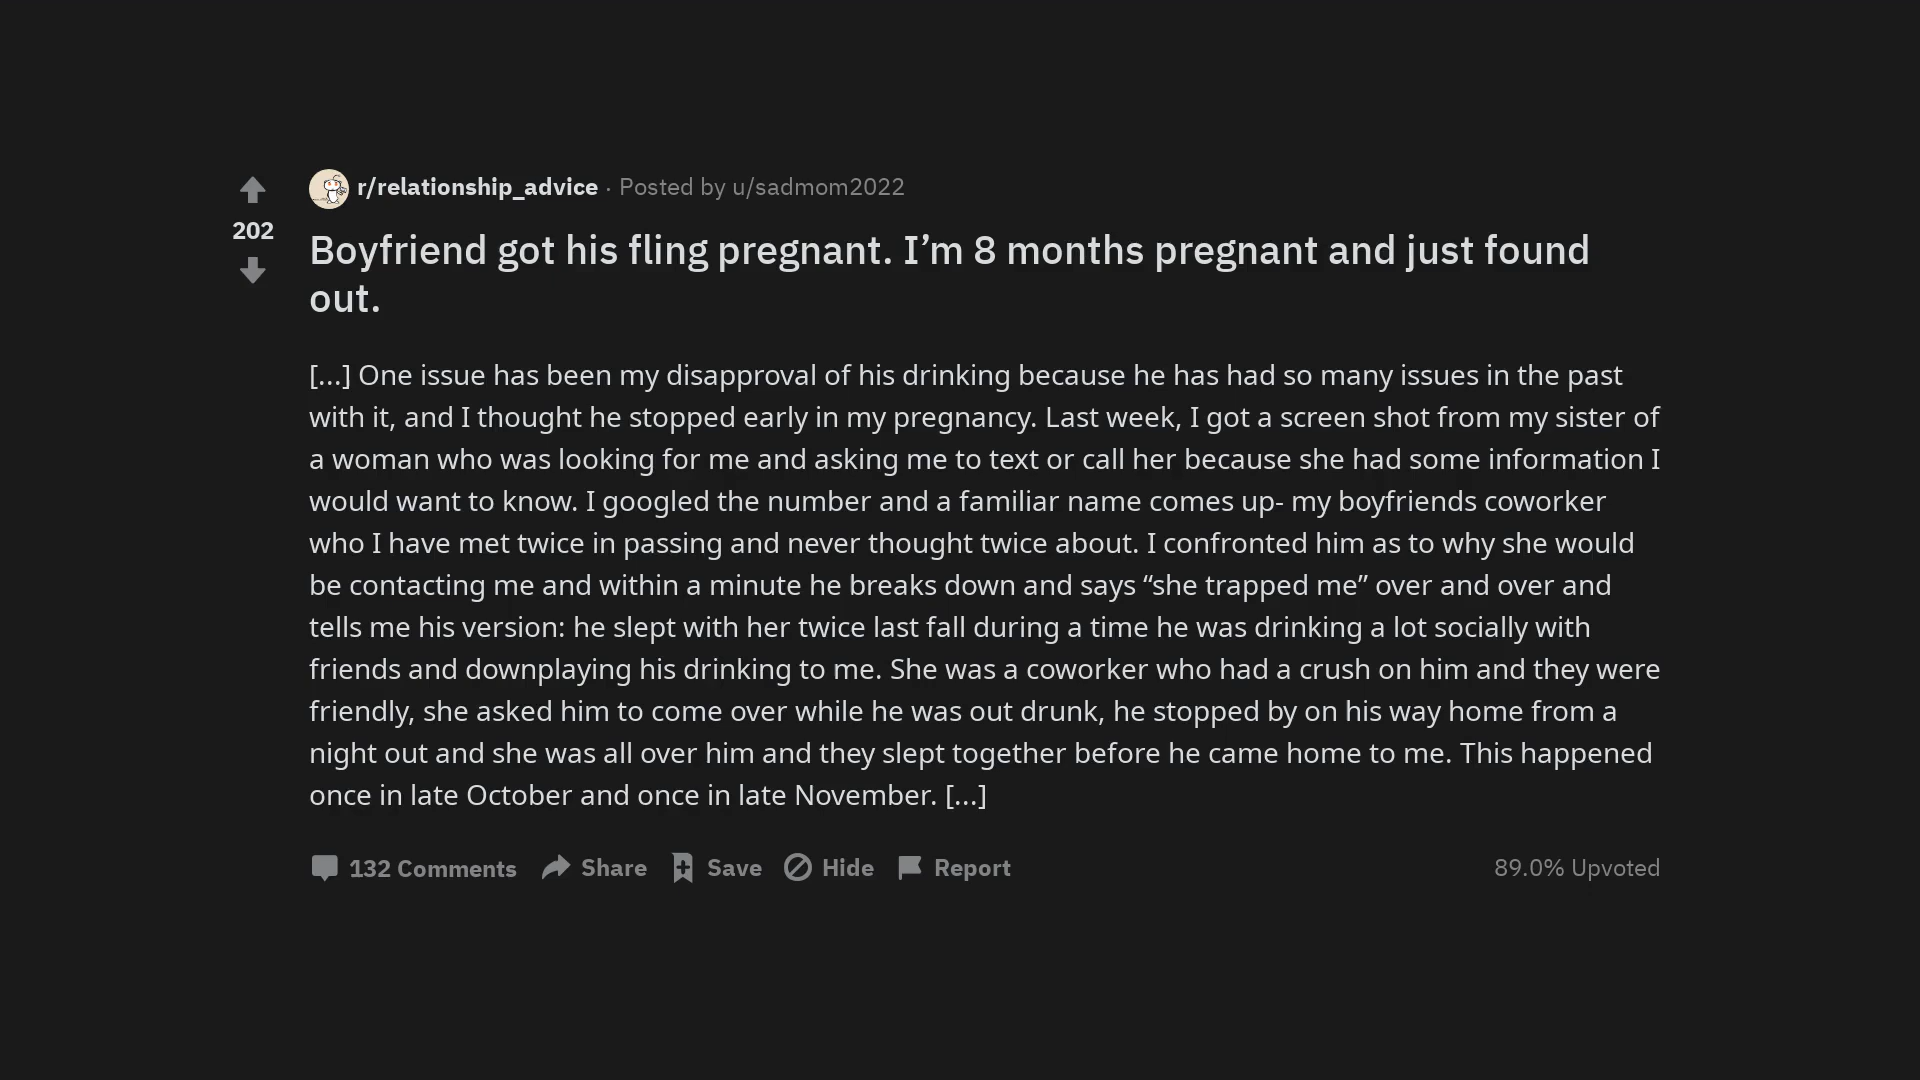 r/relationship_advice · Posted by u/sadmom2022
202
Boyfriend got his fling pregnant. I’m 8 months pregnant and just found
out.
[...] One issue has been my disapproval of his drinking because he has had so many issues in the past
with it, and I thought he stopped early in my pregnancy. Last week, I got a screen shot from my sister of
a woman who was looking for me and asking me to text or call her because she had some information I
would want to know. I googled the number and a familiar name comes up- my boyfriends coworker
who I have met twice in passing and never thought twice about. I confronted him as to why she would
be contacting me and within a minute he breaks down and says “she trapped me” over and over and
tells me his version: he slept with her twice last fall during a time he was drinking a lot socially with
friends and downplaying his drinking to me. She was a coworker who had a crush on him and they were
friendly, she asked him to come over while he was out drunk, he stopped by on his way home from a
night out and she was all over him and they slept together before he came home to me. This happened
once in late October and once in late November. [...]
132 Comments Share Save Hide Report 89.0% Upvoted